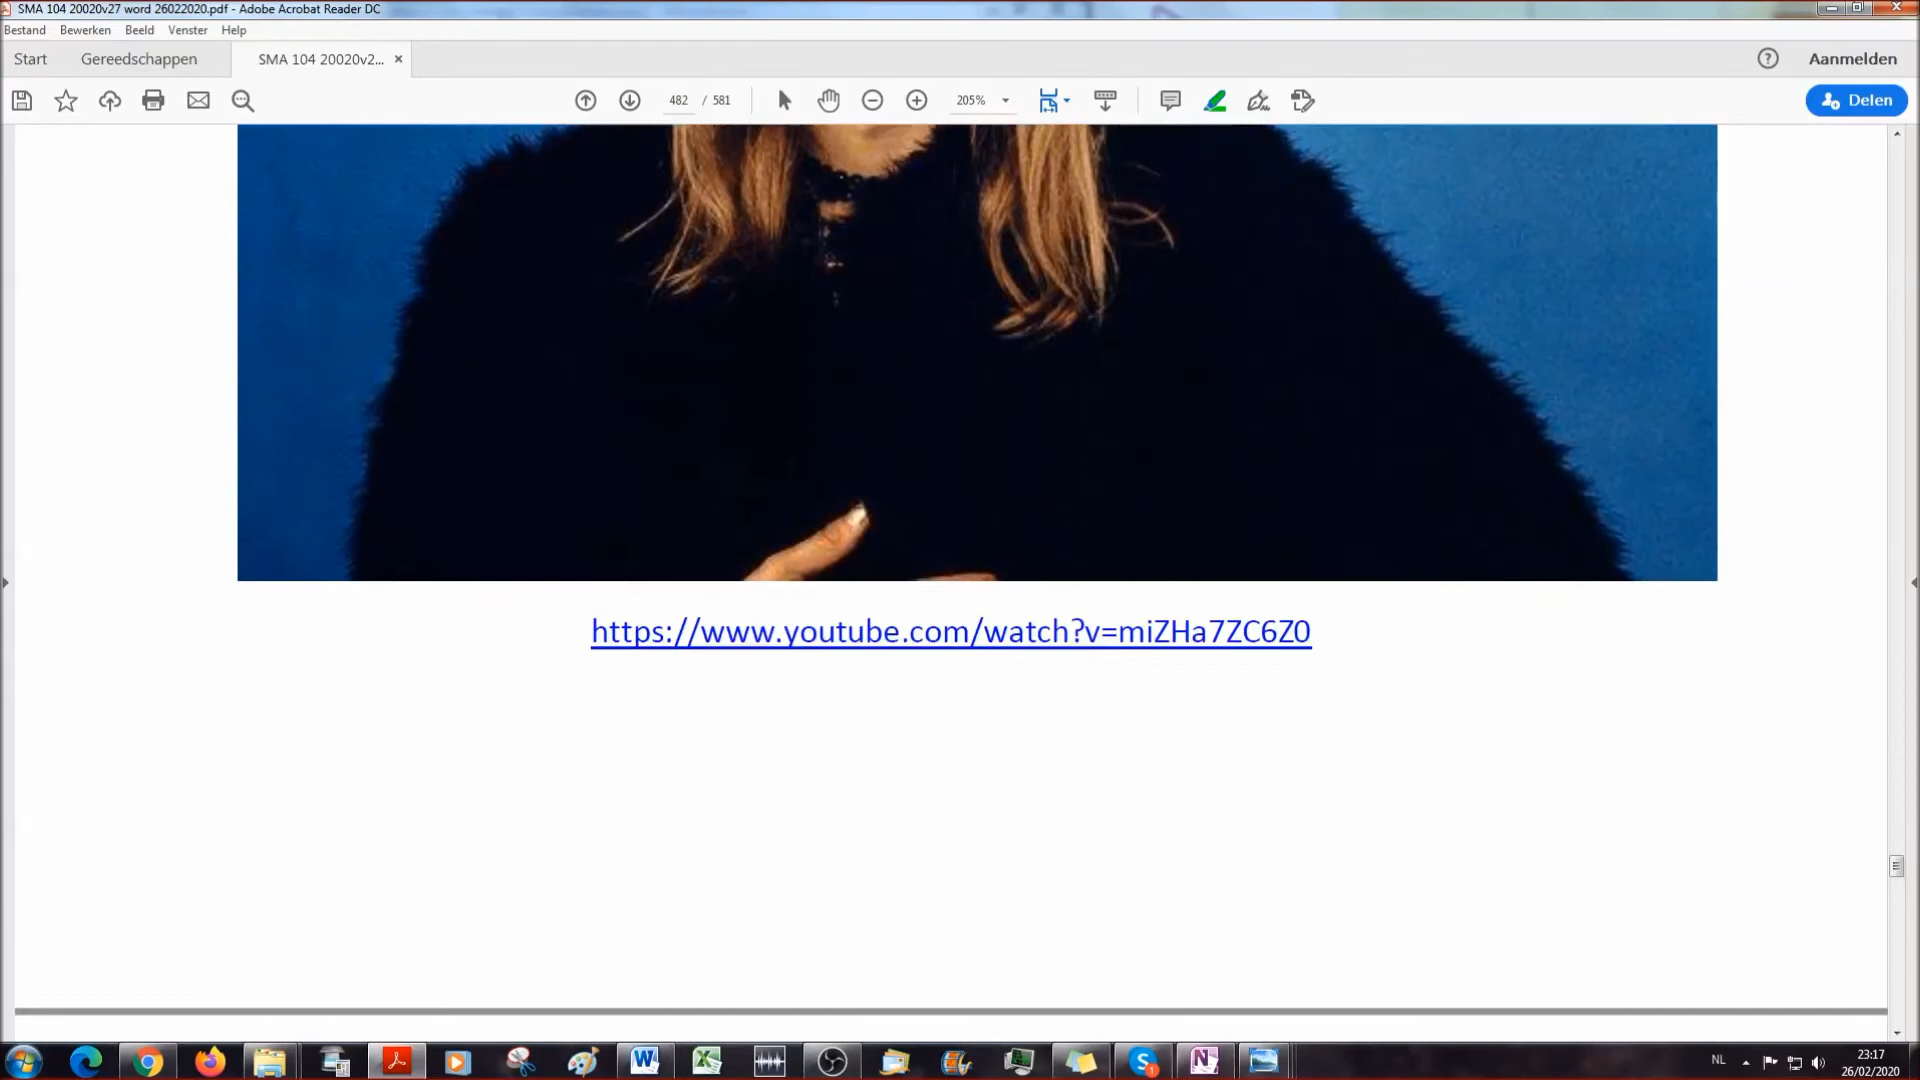 SMA 104 20020v27 word 26022020.pdf - Adobe Acrobat Reader DC
Bestand Bewerken Beeld Venster Help
Start Gereedschappen SMA 104 20020v2... × Aanmelden
482 / 581 205% Delen
https://www.youtube.com/watch?v=miZHa7ZC6Z0
NL 23:17
26/02/2020